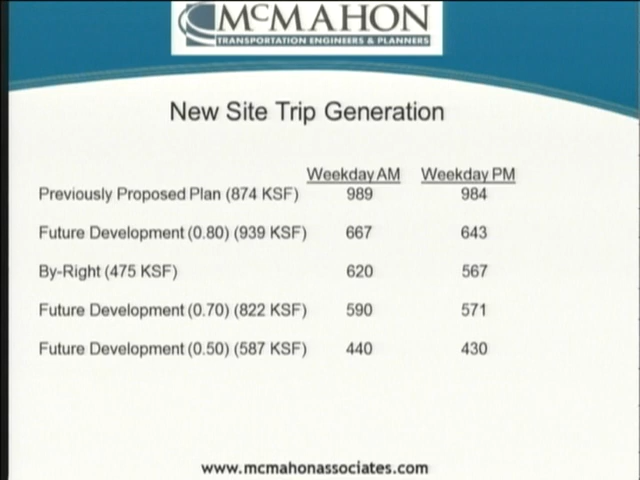 McMAHON
TRANSPORTATION ENGINEERS & PLANNERS
New Site Trip Generation
Weekday AM Weekday PM
Previously Proposed Plan (874 KSF) 989 984
Future Development (0.80) (939 KSF) 667 643
By-Right (475 KSF) 620 567
Future Development (0.70) (822 KSF) 590 571
Future Development (0.50) (587 KSF) 440 430
www.mcmahonassociates.com